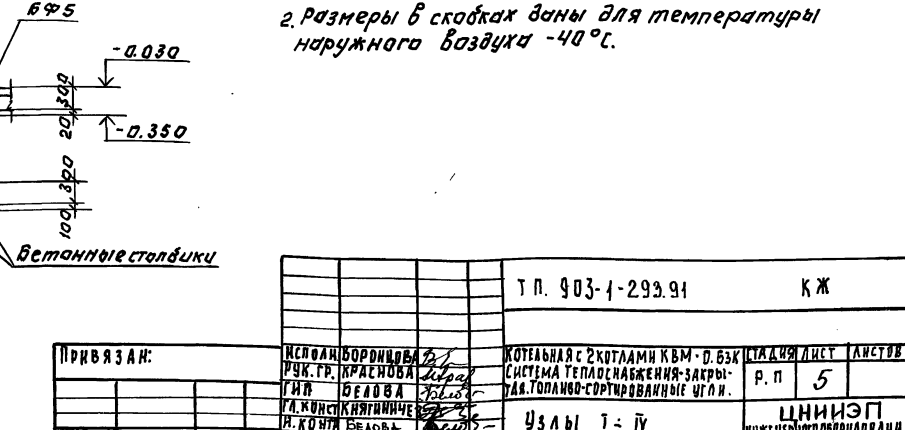 БФ5
2. Размеры в скобках даны для температуры
наружного воздуха -40°С.
-0.030
300
20
-0.350
300
100
Бетонные столбики
ТП. 903-1-293.91 КЖ
ПРИВЯЗАН:
ИСПОЛН. ВОРОНЦОВА
РУК.ГР. КРАСНОВА
ГИП БЕЛОВА
ГЛ.КОНСТ КНЯГИНИЧЕ
Н.КОНТР БЕЛОВА
КОТЕЛЬНАЯ С 2 КОТЛАМИ КВМ-0.63К
СИСТЕМА ТЕПЛОСНАБЖЕНИЯ-ЗАКРЫ-
ТАЯ. ТОПЛИВО-СОРТИРОВАННЫЕ УГЛИ.
СТАДИЯ ЛИСТ ЛИСТОВ
Р.П 5
УЗЛЫ I ÷ IV
ЦНИИЭП